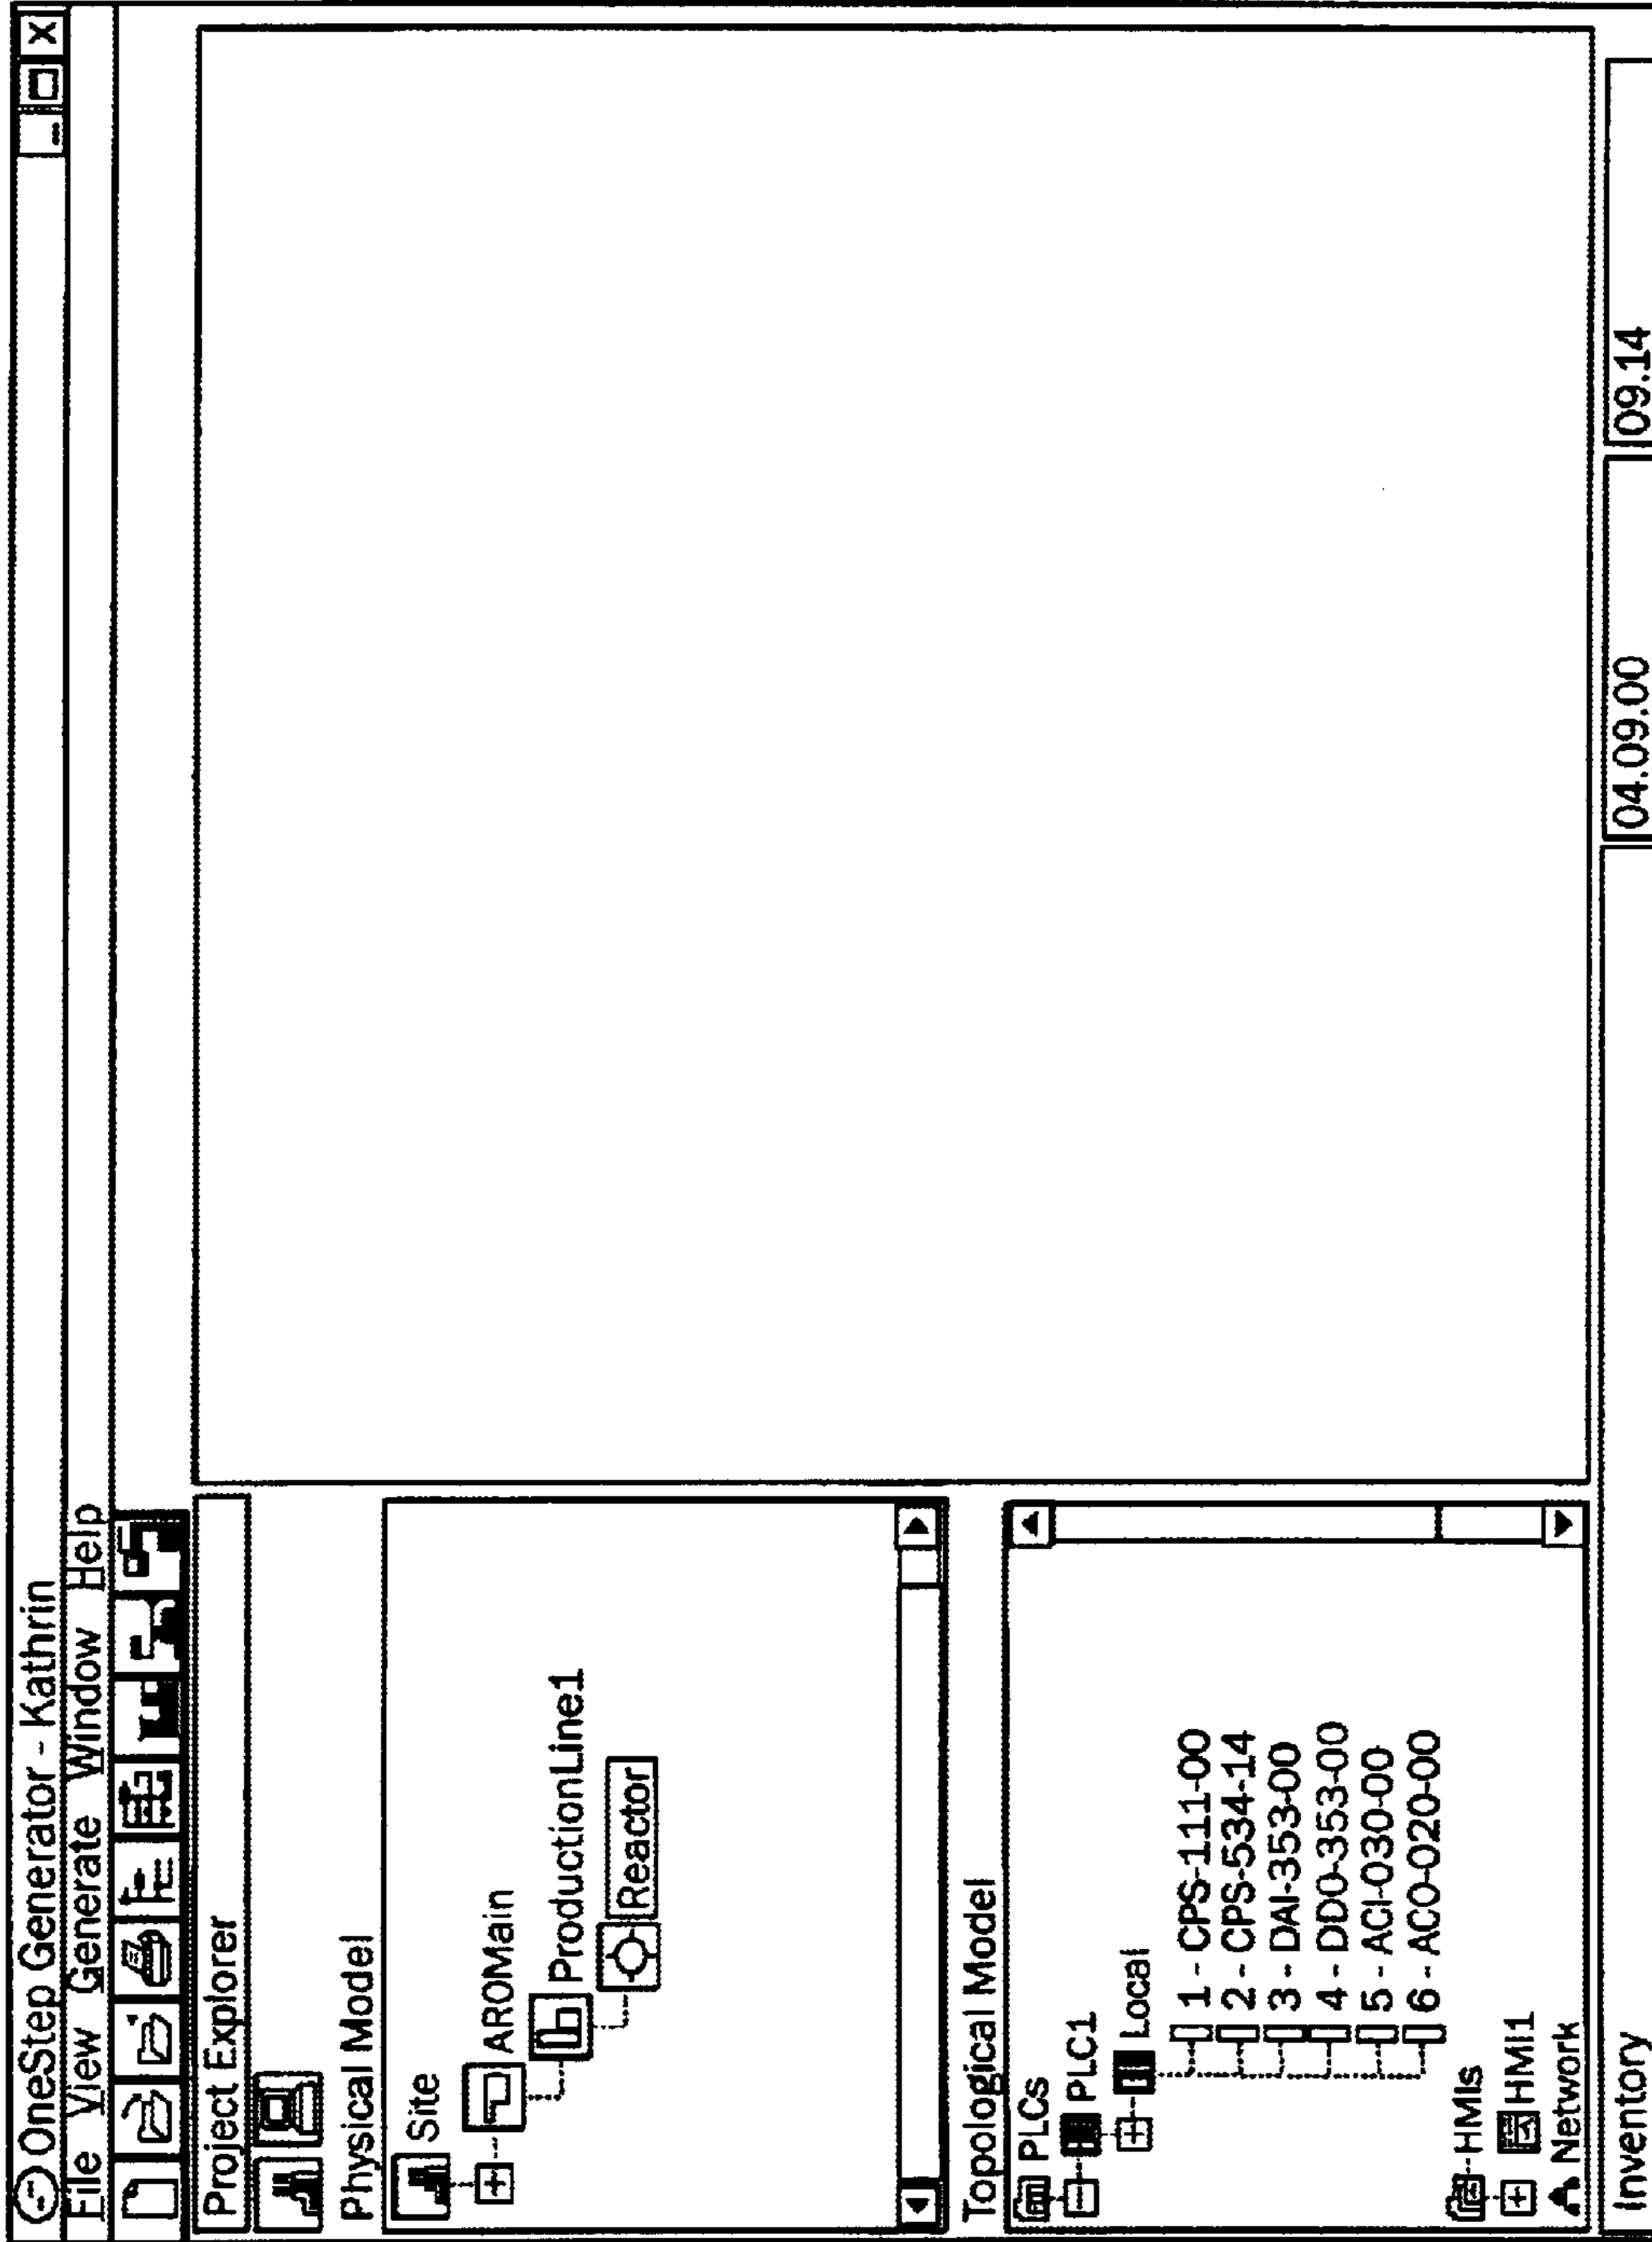 OneStep Generator - Kathrin
File View Generate Window Help
Project Explorer
Physical Model
Site
AROMain
ProductionLine1
Reactor
Topological Model
PLCs
PLC1
Local
1 - CPS-111-00
2 - CPS-534-14
3 - DAI-353-00
4 - DDO-353-00
5 - ACI-030-00
6 - ACO-020-00
HMIs
HMI1
Network
Inventory 04.09.00 09.14